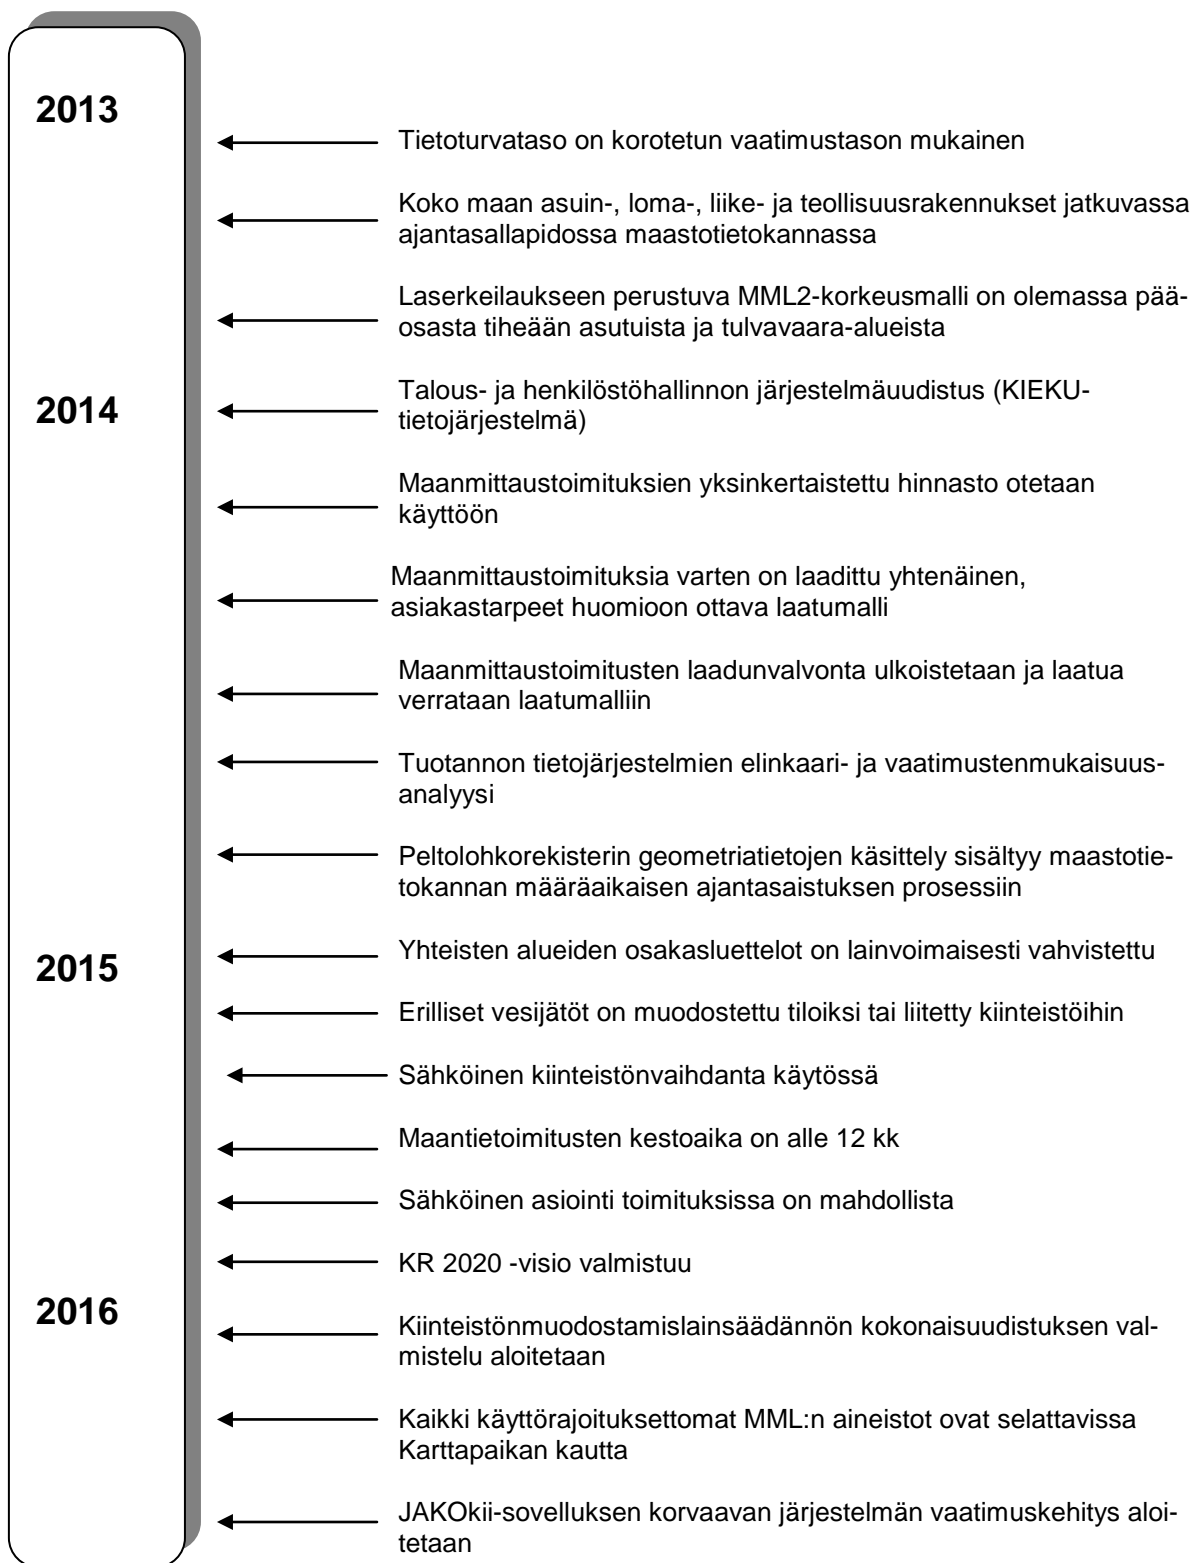 2013
Tietoturvataso on korotetun vaatimustason mukainen
Koko maan asuin-, loma-, liike- ja teollisuusrakennukset jatkuvassa
ajantasallapidossa maastotietokannassa
Laserkeilaukseen perustuva MML2-korkeusmalli on olemassa pää-
osasta tiheään asutuista ja tulvavaara-alueista
2014
Talous- ja henkilöstöhallinnon järjestelmäuudistus (KIEKU-
tietojärjestelmä)
Maanmittaustoimituksien yksinkertaistettu hinnasto otetaan
käyttöön
Maanmittaustoimituksia varten on laadittu yhtenäinen,
asiakastarpeet huomioon ottava laatumalli
Maanmittaustoimitusten laadunvalvonta ulkoistetaan ja laatua
verrataan laatumalliin
Tuotannon tietojärjestelmien elinkaari- ja vaatimustenmukaisuus-
analyysi
Peltolohkorekisterin geometriatietojen käsittely sisältyy maastotie-
tokannan määräaikaisen ajantasaistuksen prosessiin
2015
Yhteisten alueiden osakasluettelot on lainvoimaisesti vahvistettu
Erilliset vesijätöt on muodostettu tiloiksi tai liitetty kiinteistöihin
Sähköinen kiinteistönvaihdanta käytössä
Maantietoimitusten kestoaika on alle 12 kk
Sähköinen asiointi toimituksissa on mahdollista
KR 2020 -visio valmistuu
2016
Kiinteistönmuodostamislainsäädännön kokonaisuudistuksen val-
mistelu aloitetaan
Kaikki käyttörajoituksettomat MML:n aineistot ovat selattavissa
Karttapaikan kautta
JAKOkii-sovelluksen korvaavan järjestelmän vaatimuskehitys aloi-
tetaan